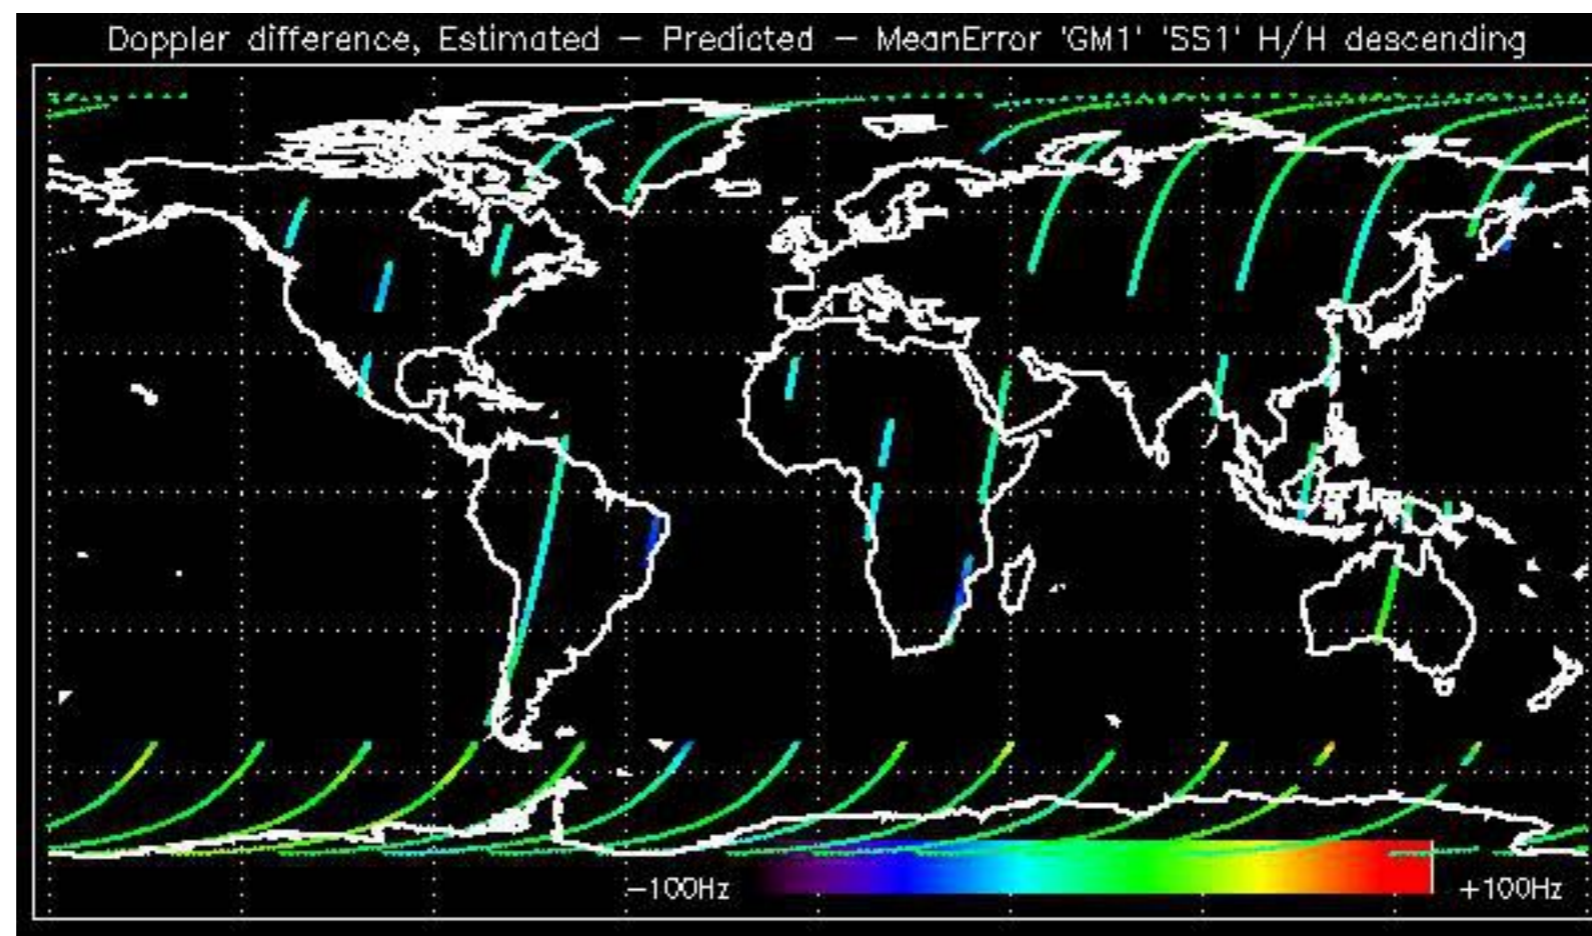 Doppler difference, Estimated – Predicted – MeanError 'GM1' 'SS1' H/H descending
–100Hz
+100Hz